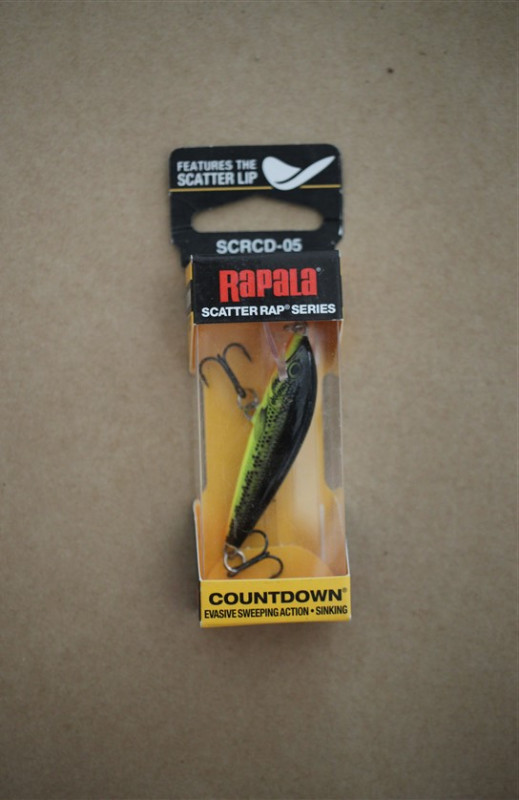 FEATURES THE
SCATTER LIP
SCRCD-05
Rapala®
SCATTER RAP® SERIES
COUNTDOWN®
EVASIVE SWEEPING ACTION • SINKING